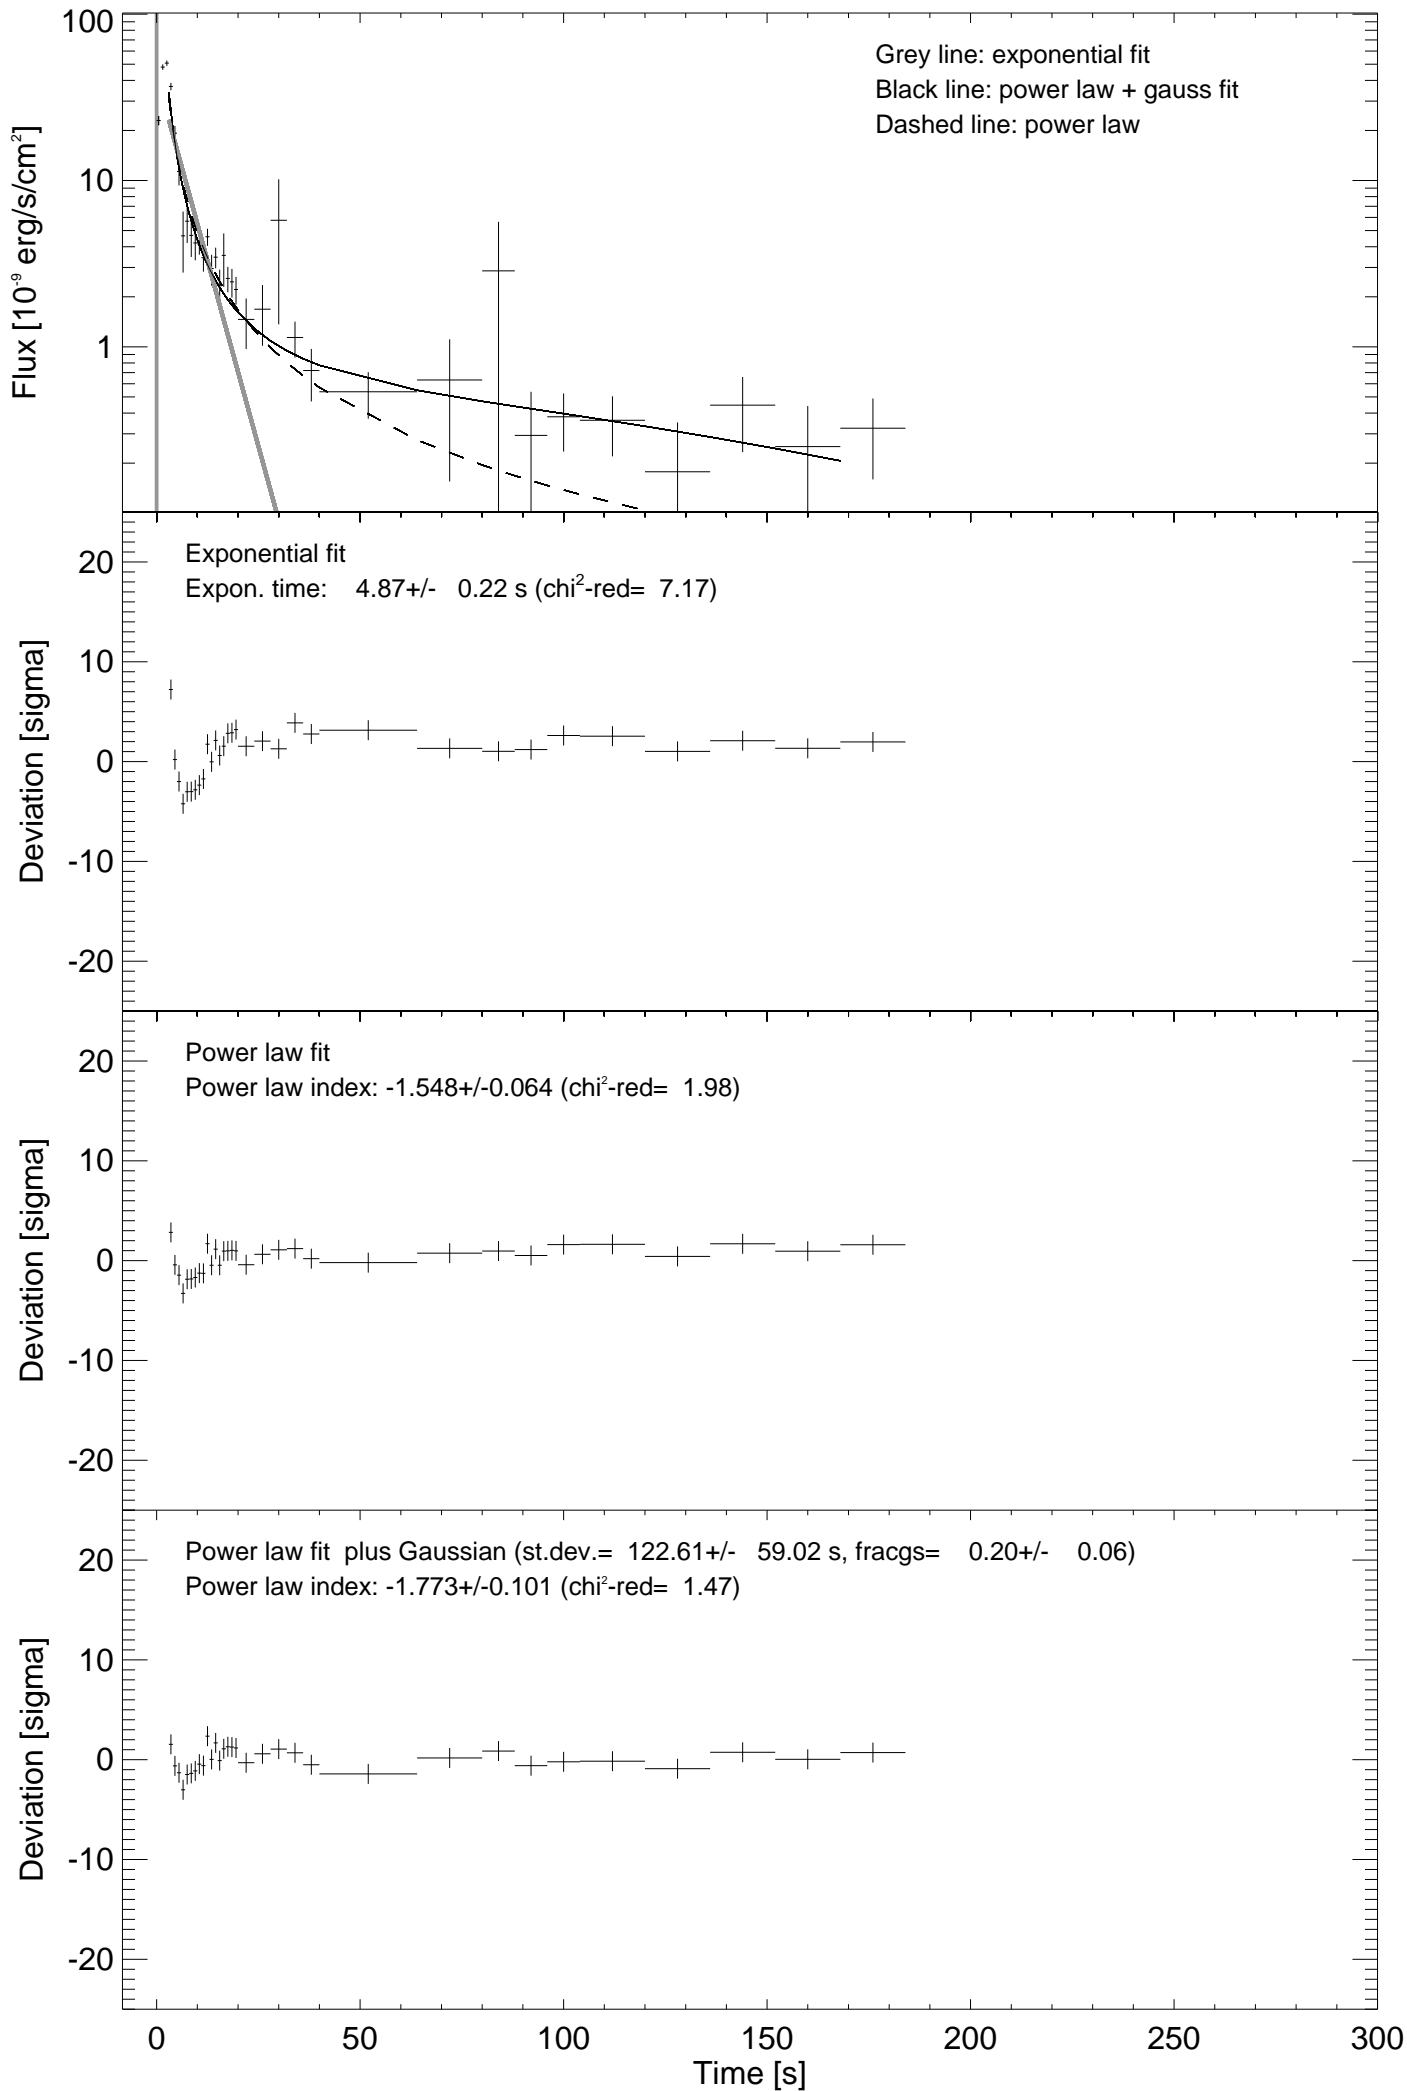 100
10
1
Flux [10⁻⁹ erg/s/cm²]
Grey line: exponential fit
Black line: power law + gauss fit
Dashed line: power law
20
10
0
-10
-20
Deviation [sigma]
Exponential fit
Expon. time: 4.87+/- 0.22 s (chi²-red= 7.17)
20
10
0
-10
-20
Deviation [sigma]
Power law fit
Power law index: -1.548+/-0.064 (chi²-red= 1.98)
20
10
0
-10
-20
Deviation [sigma]
Power law fit plus Gaussian (st.dev.= 122.61+/- 59.02 s, fracgs= 0.20+/- 0.06)
Power law index: -1.773+/-0.101 (chi²-red= 1.47)
0 50 100 150 200 250 300
Time [s]